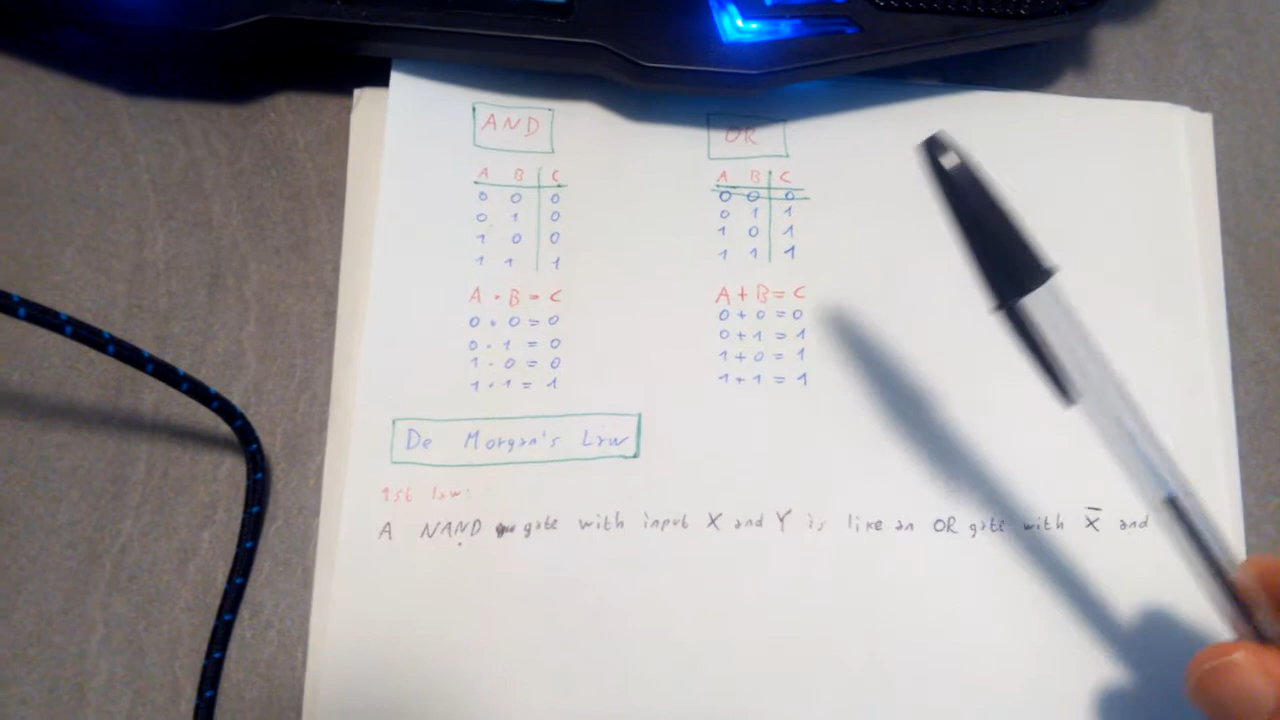 AND OR
A B C A B C
0 0 0 0 0 0
0 1 0 0 1 1
1 0 0 1 0 1
1 1 1 1 1 1
A · B = C A + B = C
0 · 0 = 0 0 + 0 = 0
0 · 1 = 0 0 + 1 = 1
1 · 0 = 0 1 + 0 = 1
1 · 1 = 1 1 + 1 = 1
De Morgan's Law
1st law:
A NAND gate with input X and Y is like an OR gate with X̅ and